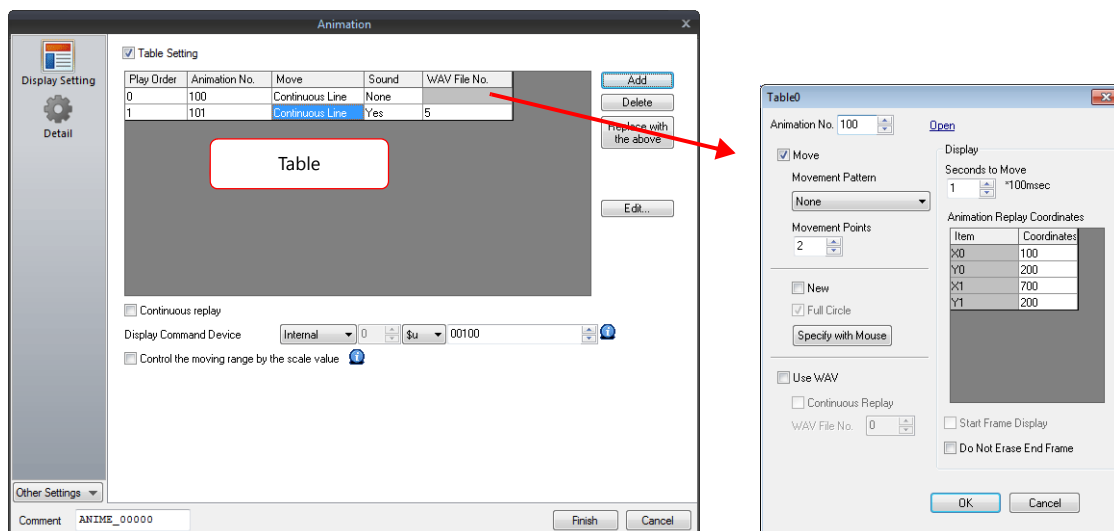 Animation
x
Display Setting
Detail
Table Setting
Play Order Animation No. Move Sound WAV File No.
0 100 Continuous Line None
1 101 Continuous Line Yes 5
Table
Add
Delete
Replace with
the above
Edit...
Continuous replay
Display Command Device Internal 0 $u 00100
Control the moving range by the scale value
Other Settings
Comment ANIME_00000
Finish Cancel
Table0
Animation No. 100 Open
Move
Movement Pattern
None
Movement Points
2
New
Full Circle
Specify with Mouse
Use WAV
Continuous Replay
WAV File No. 0
Display
Seconds to Move
1 *100msec
Animation Replay Coordinates
Item Coordinates
X0 100
Y0 200
X1 700
Y1 200
Start Frame Display
Do Not Erase End Frame
OK Cancel